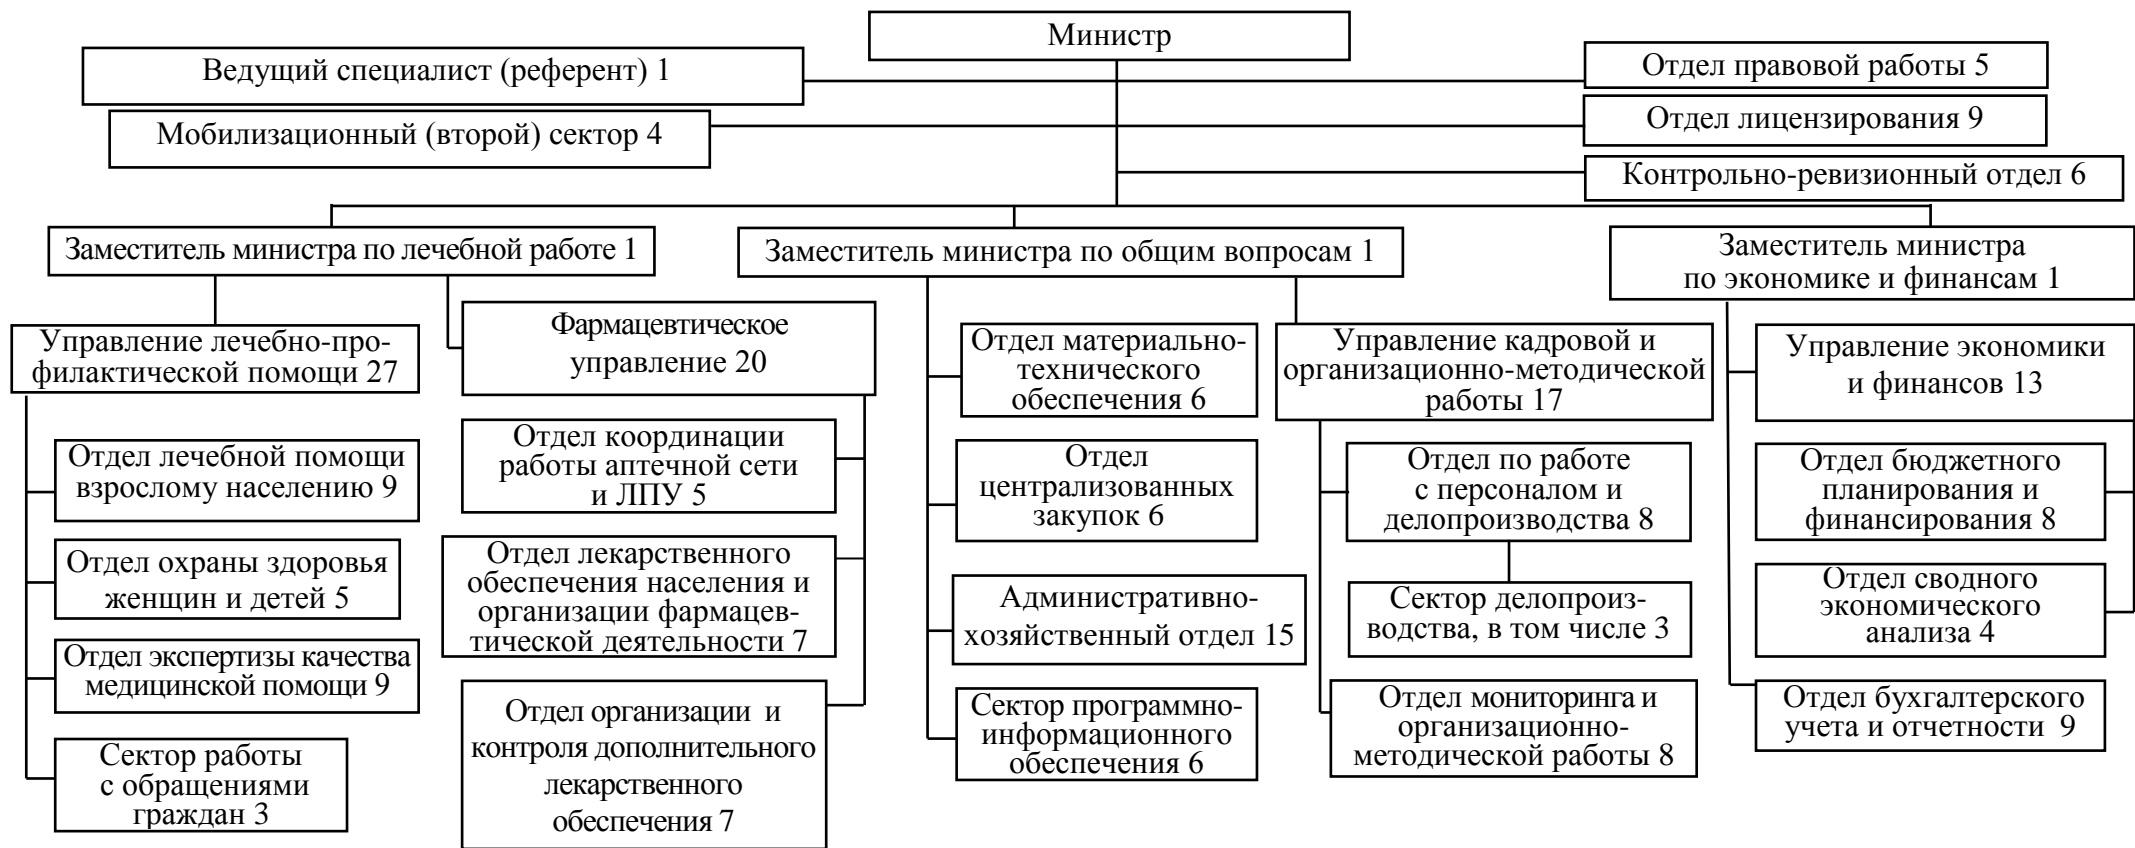 Министр
Ведущий специалист (референт) 1
Отдел правовой работы 5
Мобилизационный (второй) сектор 4
Отдел лицензирования 9
Контрольно-ревизионный отдел 6
Заместитель министра по лечебной работе 1
Заместитель министра по общим вопросам 1
Заместитель министра
по экономике и финансам 1
Управление лечебно-про-
филактической помощи 27
Фармацевтическое
управление 20
Отдел материально-
технического
обеспечения 6
Управление кадровой и
организационно-методической
работы 17
Управление экономики
и финансов 13
Отдел лечебной помощи
взрослому населению 9
Отдел координации
работы аптечной сети
и ЛПУ 5
Отдел
централизованных
закупок 6
Отдел по работе
с персоналом и
делопроизводства 8
Отдел бюджетного
планирования и
финансирования 8
Отдел охраны здоровья
женщин и детей 5
Отдел лекарственного
обеспечения населения и
организации фармацев-
тической деятельности 7
Административно-
хозяйственный отдел 15
Сектор делопроиз-
водства, в том числе 3
Отдел сводного
экономического
анализа 4
Отдел экспертизы качества
медицинской помощи 9
Отдел организации и
контроля дополнительного
лекарственного
обеспечения 7
Сектор программно-
информационного
обеспечения 6
Отдел мониторинга и
организационно-
методической работы 8
Отдел бухгалтерского
учета и отчетности 9
Сектор работы
с обращениями
граждан 3